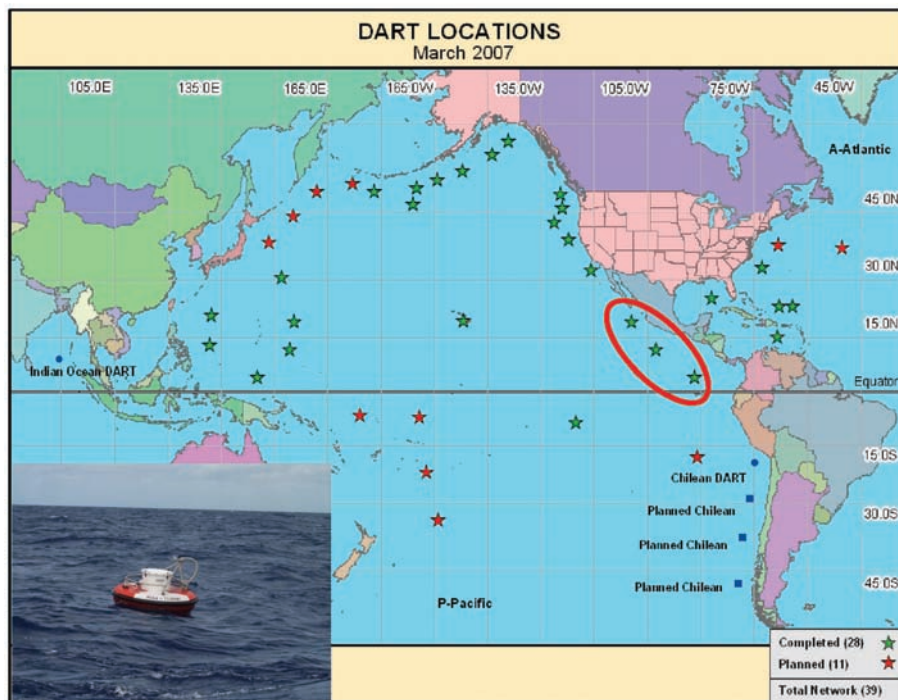 DART LOCATIONS
March 2007
105.0E 135.0E 165.0E 165.0W 135.0W 105.0W 75.0W 45.0W
A-Atlantic
45.0N
30.0N
15.0N
Indian Ocean DART
Equator
15.0S
Chilean DART
Planned Chilean
30.0S
Planned Chilean
45.0S
Planned Chilean
P-Pacific
Completed (28)
Planned (11)
Total Network (39)